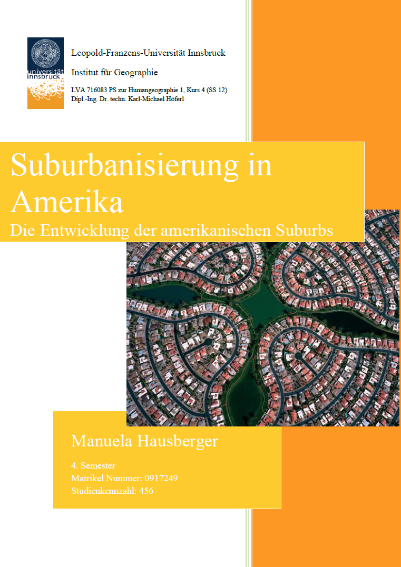 universität
innsbruck
Leopold-Franzens-Universität Innsbruck
Institut für Geographie
LVA 716083 PS zur Humangeographie 1, Kurs 4 (SS 12)
Dipl.-Ing. Dr. techn. Karl-Michael Höferl
Suburbanisierung in
Amerika
Die Entwicklung der amerikanischen Suburbs
Manuela Hausberger
4. Semester
Matrikel Nummer: 0917249
Studienkennzahl: 456